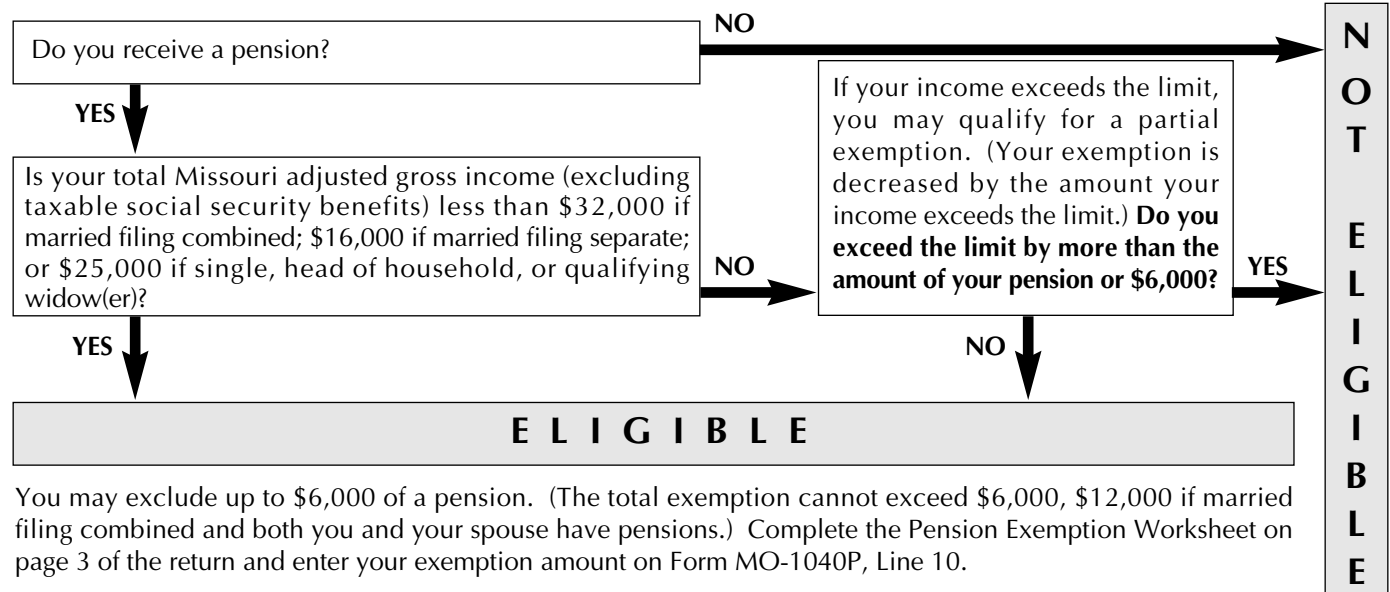 Do you receive a pension?
NO
YES
Is your total Missouri adjusted gross income (excluding
taxable social security benefits) less than $32,000 if
married filing combined; $16,000 if married filing separate;
or $25,000 if single, head of household, or qualifying
widow(er)?
NO
If your income exceeds the limit,
you may qualify for a partial
exemption. (Your exemption is
decreased by the amount your
income exceeds the limit.) Do you
exceed the limit by more than the
amount of your pension or $6,000?
YES
YES
NO
E L I G I B L E
N
O
T
E
L
I
G
I
B
L
E
You may exclude up to $6,000 of a pension. (The total exemption cannot exceed $6,000, $12,000 if married
filing combined and both you and your spouse have pensions.) Complete the Pension Exemption Worksheet on
page 3 of the return and enter your exemption amount on Form MO-1040P, Line 10.